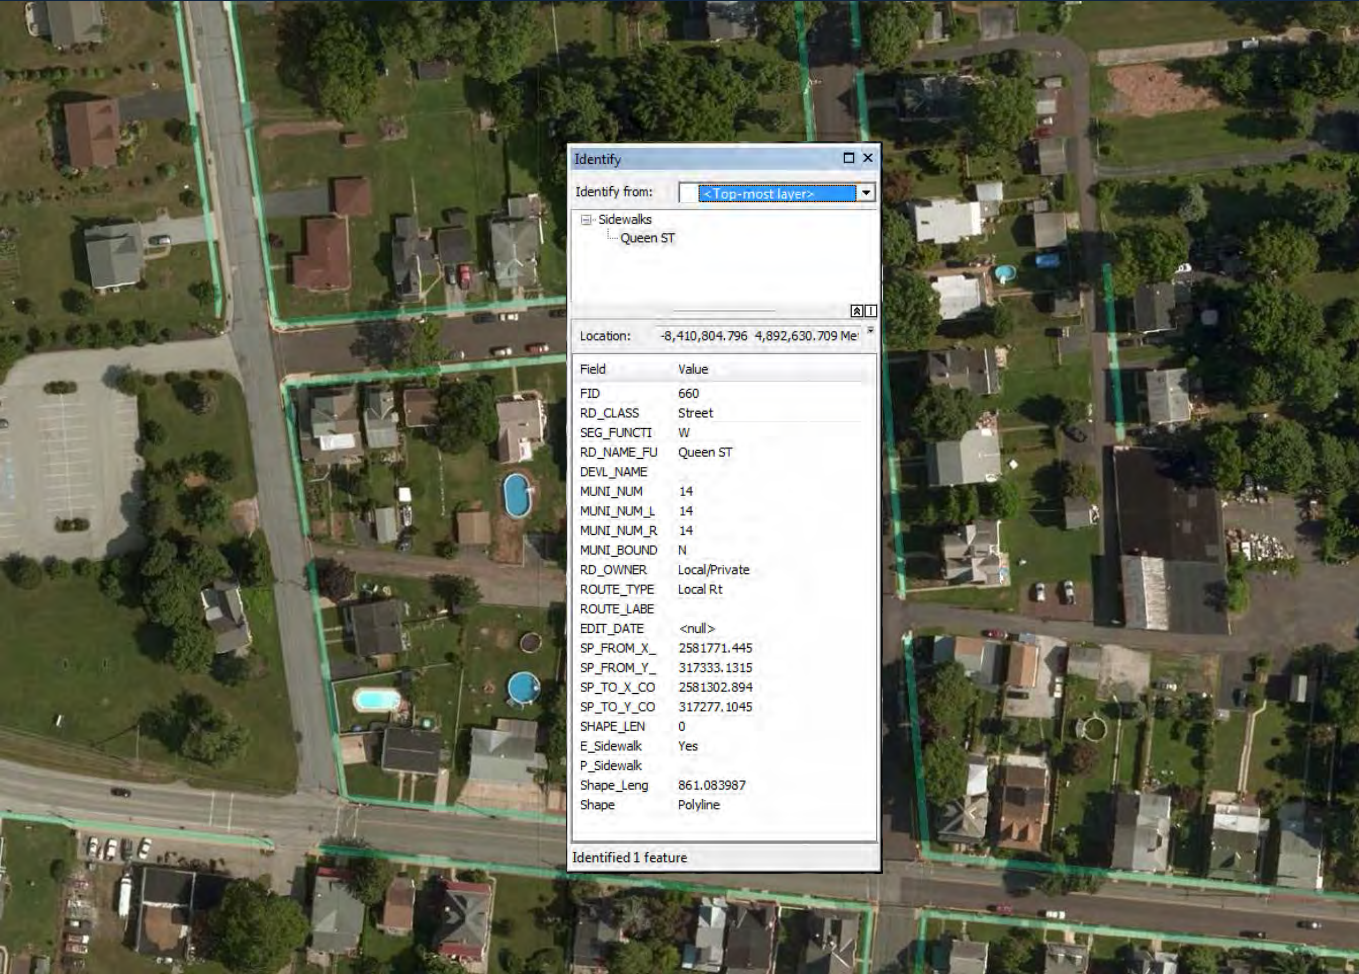 Identify
Identify from: <Top-most layer>
Sidewalks
Queen ST
Location: -8,410,804.796 4,892,630.709 Me
Field Value
FID 660
RD_CLASS Street
SEG_FUNCTI W
RD_NAME_FU Queen ST
DEVL_NAME
MUNI_NUM 14
MUNI_NUM_L 14
MUNI_NUM_R 14
MUNI_BOUND N
RD_OWNER Local/Private
ROUTE_TYPE Local Rt
ROUTE_LABE
EDIT_DATE <null>
SP_FROM_X_ 2581771.445
SP_FROM_Y_ 317333.1315
SP_TO_X_CO 2581302.894
SP_TO_Y_CO 317277.1045
SHAPE_LEN 0
E_Sidewalk Yes
P_Sidewalk
Shape_Leng 861.083987
Shape Polyline
Identified 1 feature